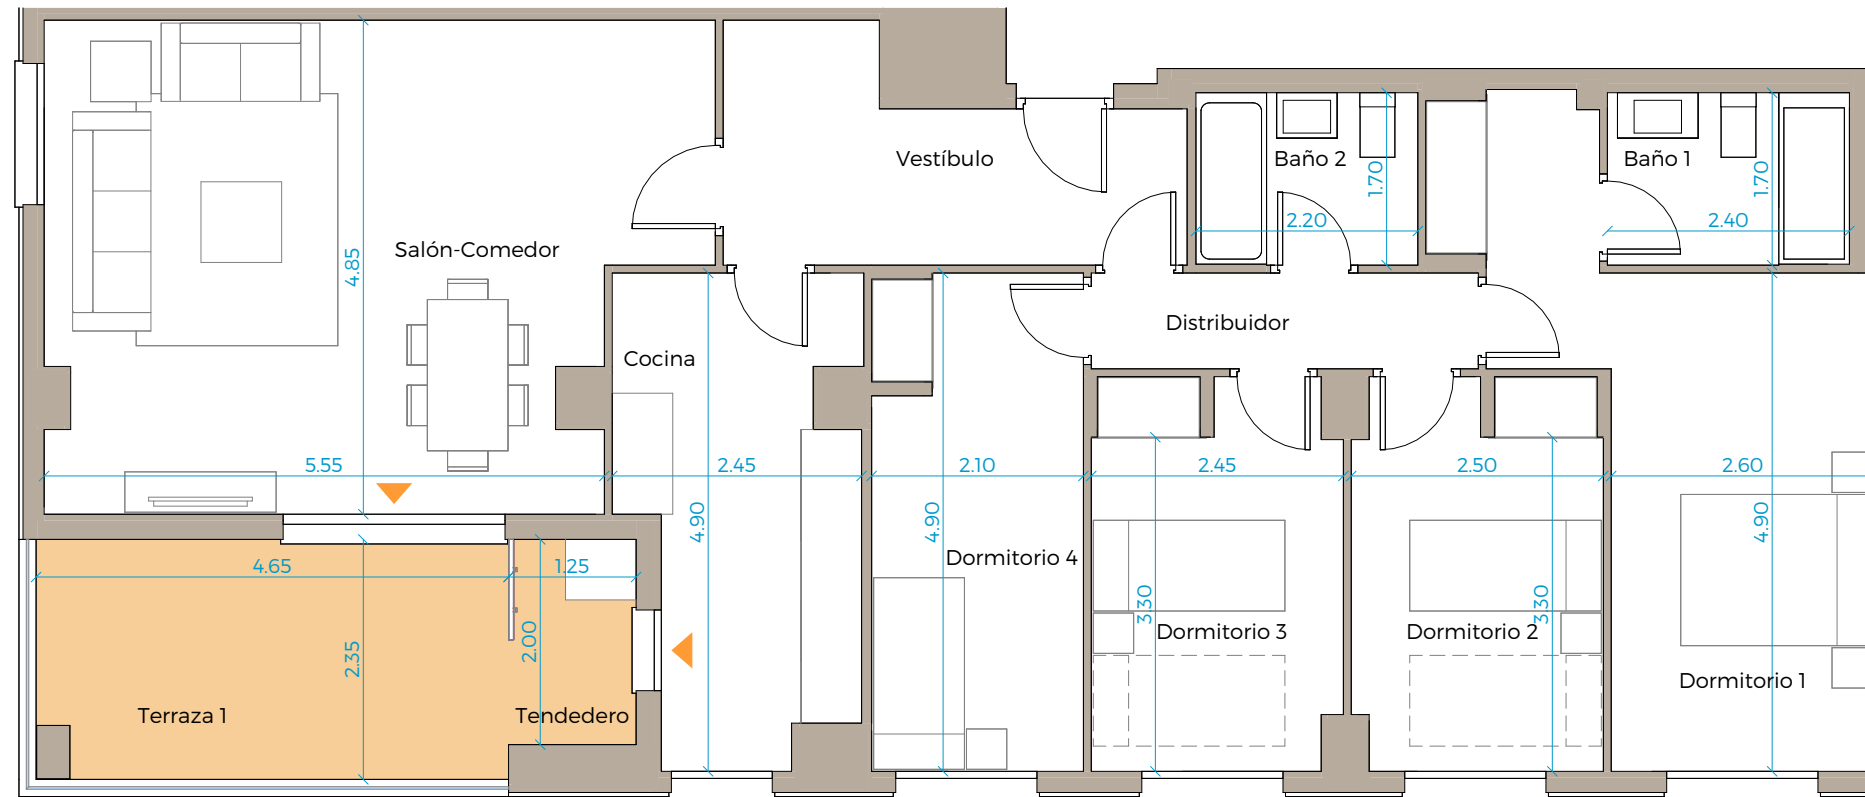 Vestíbulo
Baño 2
Baño 1
1.70
1.70
2.20
2.40
Salón-Comedor
4.85
Distribuidor
Cocina
5.55
2.45
2.10
2.45
2.50
2.60
4.90
4.90
4.90
Dormitorio 4
4.65
1.25
3.30
3.30
2.00
2.35
Dormitorio 3
Dormitorio 2
Dormitorio 1
Terraza 1
Tendedero